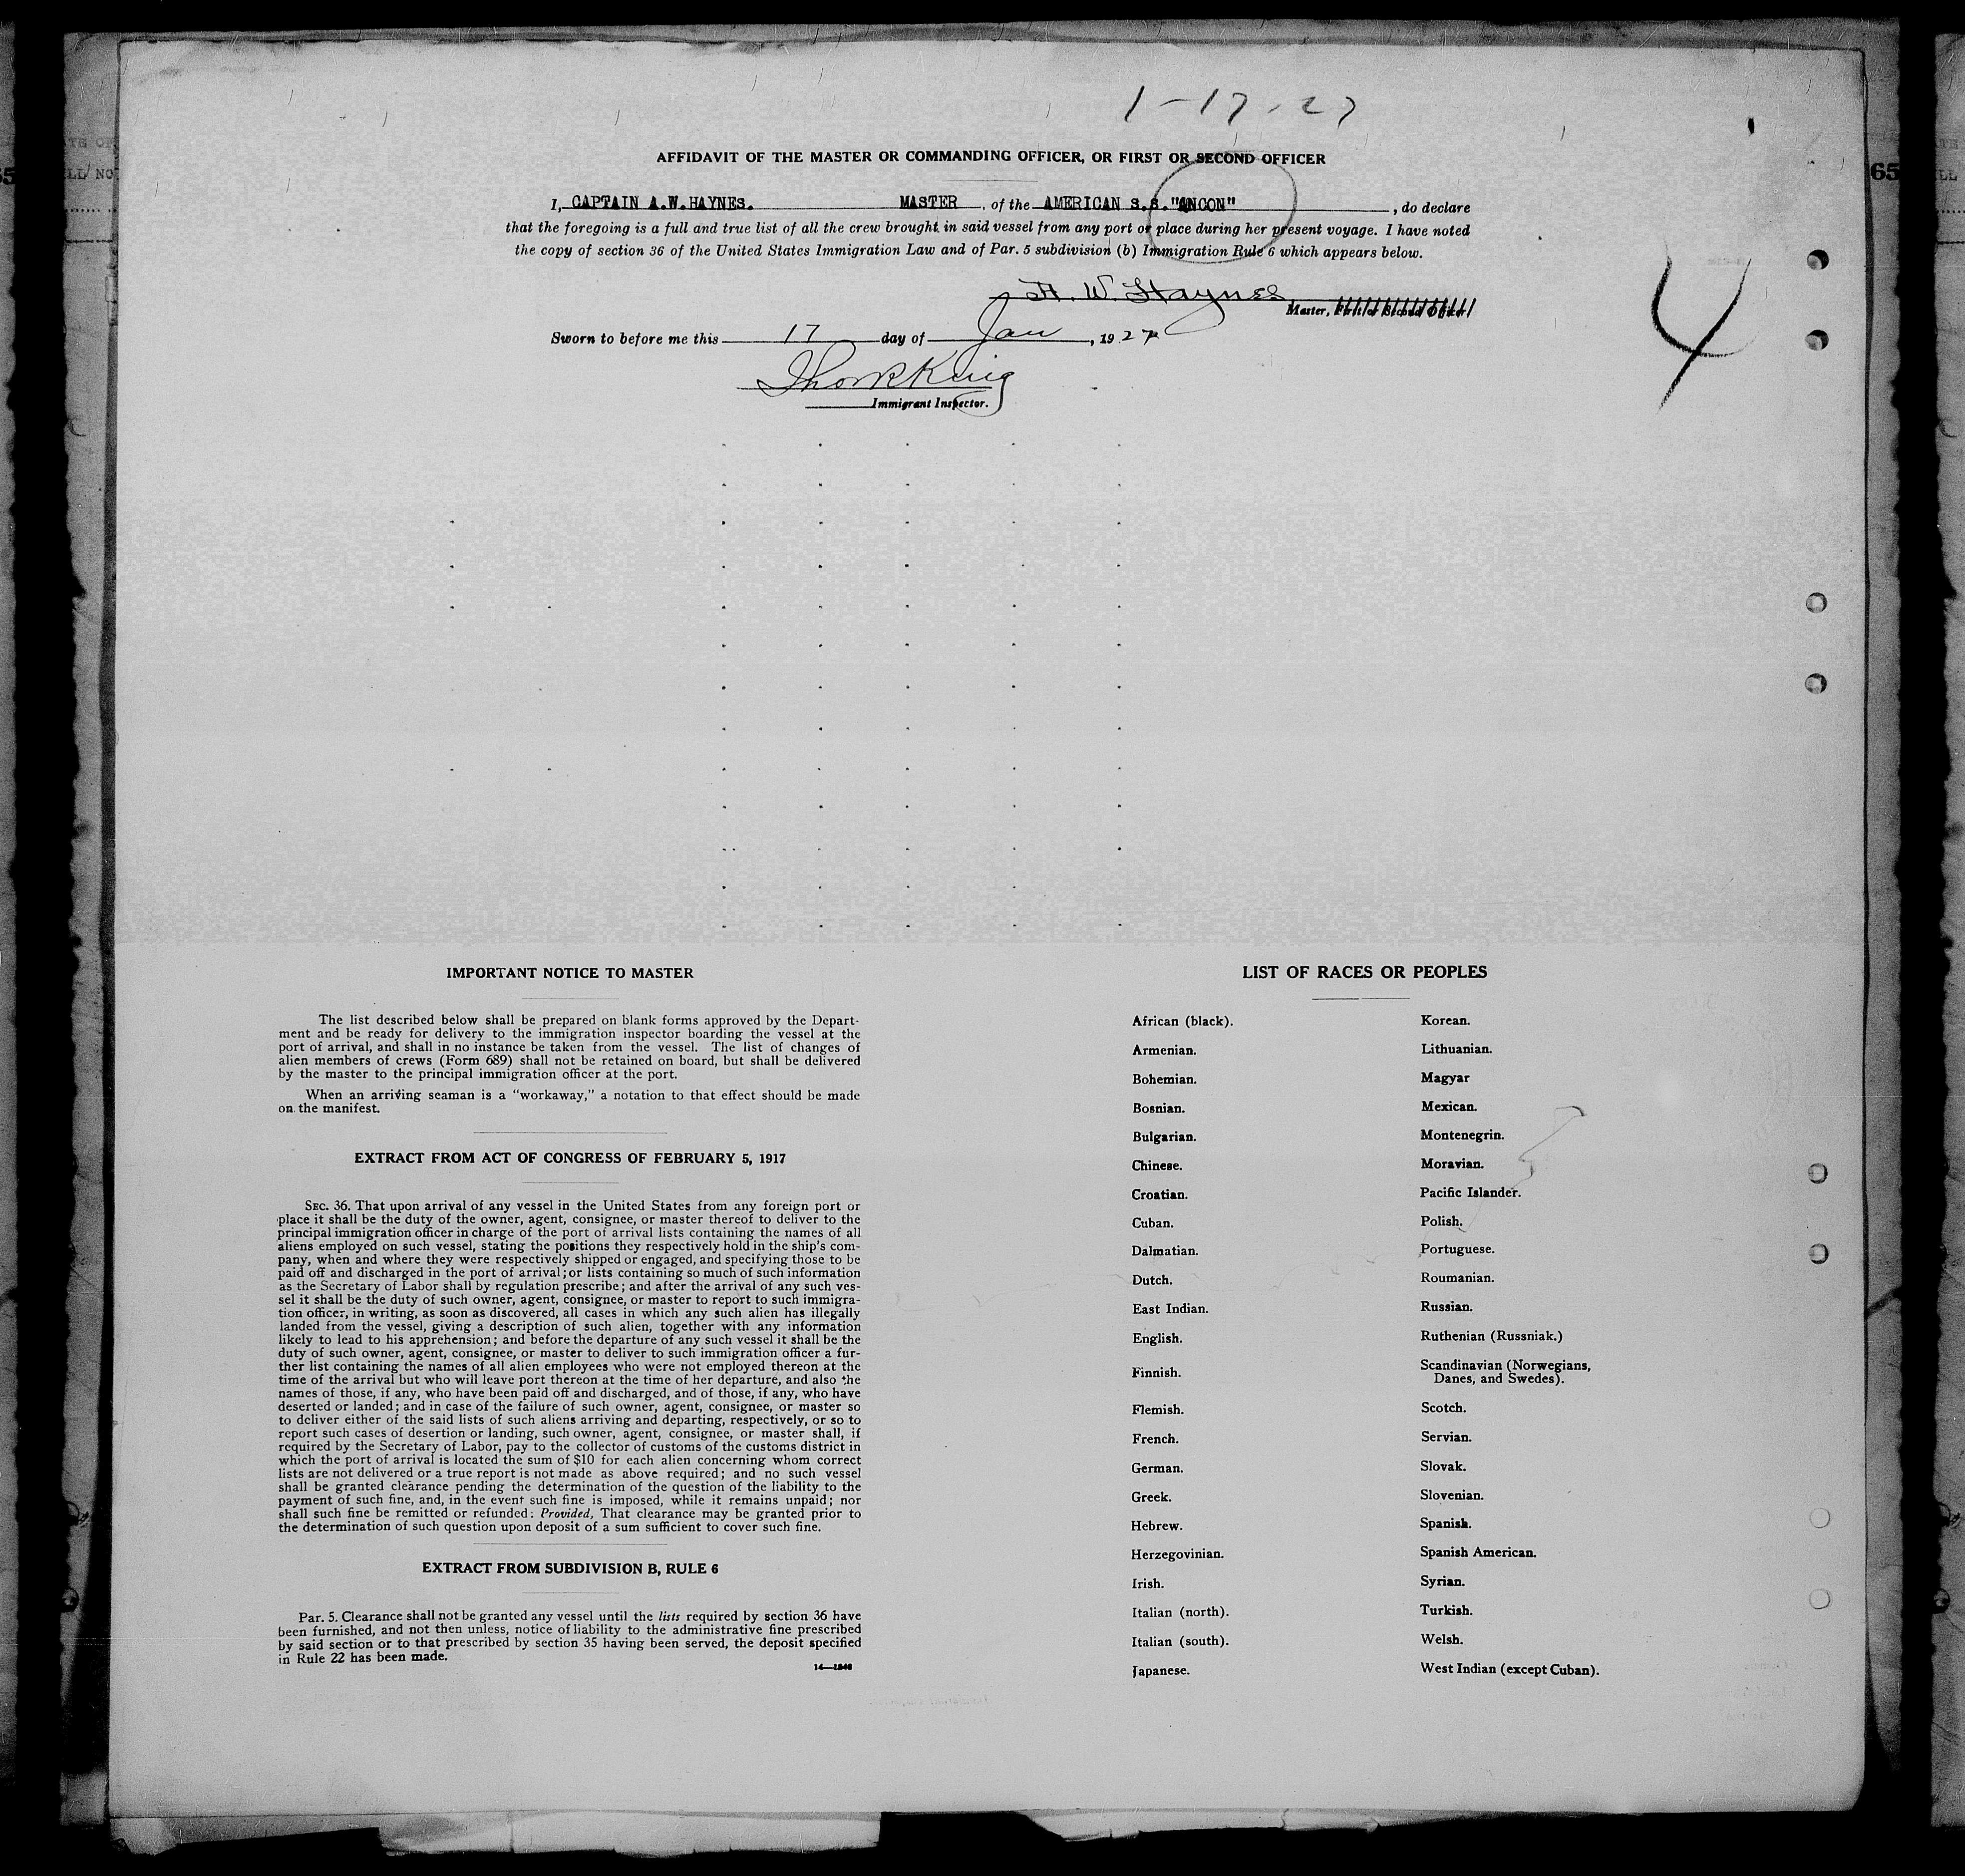 1-17-27
AFFIDAVIT OF THE MASTER OR COMMANDING OFFICER, OR FIRST OR SECOND OFFICER
I, CAPTAIN A.W.HAYNES. MASTER , of the AMERICAN S.S."ANCON" , do declare
that the foregoing is a full and true list of all the crew brought in said vessel from any port or place during her present voyage. I have noted
the copy of section 36 of the United States Immigration Law and of Par. 5 subdivision (b) Immigration Rule 6 which appears below.
A. W. Haynes
Master, First or Second Officer.
Sworn to before me this 17 day of Jan , 1927
King
Immigrant Inspector.
4
65
65
IMPORTANT NOTICE TO MASTER
The list described below shall be prepared on blank forms approved by the Depart-
ment and be ready for delivery to the immigration inspector boarding the vessel at the
port of arrival, and shall in no instance be taken from the vessel. The list of changes of
alien members of crews (Form 689) shall not be retained on board, but shall be delivered
by the master to the principal immigration officer at the port.
When an arriving seaman is a "workaway," a notation to that effect should be made
on the manifest.
EXTRACT FROM ACT OF CONGRESS OF FEBRUARY 5, 1917
SEC. 36. That upon arrival of any vessel in the United States from any foreign port or
place it shall be the duty of the owner, agent, consignee, or master thereof to deliver to the
principal immigration officer in charge of the port of arrival lists containing the names of all
aliens employed on such vessel, stating the positions they respectively hold in the ship's com-
pany, when and where they were respectively shipped or engaged, and specifying those to be
paid off and discharged in the port of arrival; or lists containing so much of such information
as the Secretary of Labor shall by regulation prescribe; and after the arrival of any such ves-
sel it shall be the duty of such owner, agent, consignee, or master to report to such immigra-
tion officer, in writing, as soon as discovered, all cases in which any such alien has illegally
landed from the vessel, giving a description of such alien, together with any information
likely to lead to his apprehension; and before the departure of any such vessel it shall be the
duty of such owner, agent, consignee, or master to deliver to such immigration officer a fur-
ther list containing the names of all alien employees who were not employed thereon at the
time of the arrival but who will leave port thereon at the time of her departure, and also the
names of those, if any, who have been paid off and discharged, and of those, if any, who have
deserted or landed; and in case of the failure of such owner, agent, consignee, or master so
to deliver either of the said lists of such aliens arriving and departing, respectively, or so to
report such cases of desertion or landing, such owner, agent, consignee, or master shall, if
required by the Secretary of Labor, pay to the collector of customs of the customs district in
which the port of arrival is located the sum of $10 for each alien concerning whom correct
lists are not delivered or a true report is not made as above required; and no such vessel
shall be granted clearance pending the determination of the question of the liability to the
payment of such fine, and, in the event such fine is imposed, while it remains unpaid; nor
shall such fine be remitted or refunded: Provided, That clearance may be granted prior to
the determination of such question upon deposit of a sum sufficient to cover such fine.
EXTRACT FROM SUBDIVISION B, RULE 6
Par. 5. Clearance shall not be granted any vessel until the lists required by section 36 have
been furnished, and not then unless, notice of liability to the administrative fine prescribed
by said section or to that prescribed by section 35 having been served, the deposit specified
in Rule 22 has been made.
LIST OF RACES OR PEOPLES
African (black).
Armenian.
Bohemian.
Bosnian.
Bulgarian.
Chinese.
Croatian.
Cuban.
Dalmatian.
Dutch.
East Indian.
English.
Finnish.
Flemish.
French.
German.
Greek.
Hebrew.
Herzegovinian.
Irish.
Italian (north).
Italian (south).
Japanese.
Korean.
Lithuanian.
Magyar
Mexican.
Montenegrin.
Moravian.
Pacific Islander.
Polish.
Portuguese.
Roumanian.
Russian.
Ruthenian (Russniak.)
Scandinavian (Norwegians,
Danes, and Swedes).
Scotch.
Servian.
Slovak.
Slovenian.
Spanish.
Spanish American.
Syrian.
Turkish.
Welsh.
West Indian (except Cuban).